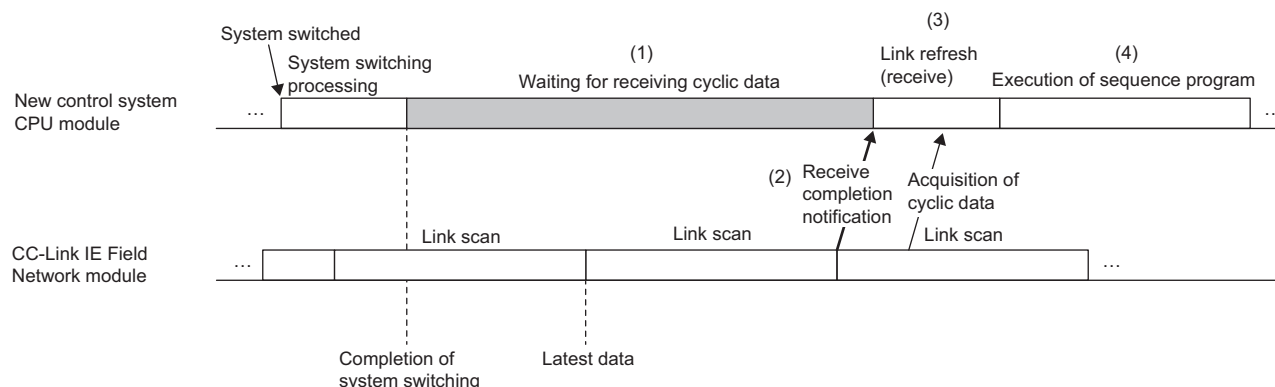 System switched
System switching
processing
(1)
Waiting for receiving cyclic data
(3)
Link refresh
(receive)
(4)
Execution of sequence program
New control system
CPU module
...
...
(2)
Receive
completion
notification
Acquisition of
cyclic data
CC-Link IE Field
Network module
...
Link scan
Link scan
Link scan
...
Completion of
system switching
Latest data